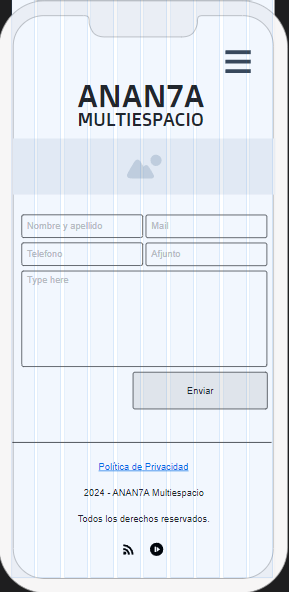 ANAN7A
MULTIESPACIO
Nombre y apellido
Mail
Telefono
Afjunto
Type here
Enviar
Política de Privacidad
2024 - ANAN7A Multiespacio
Todos los derechos reservados.